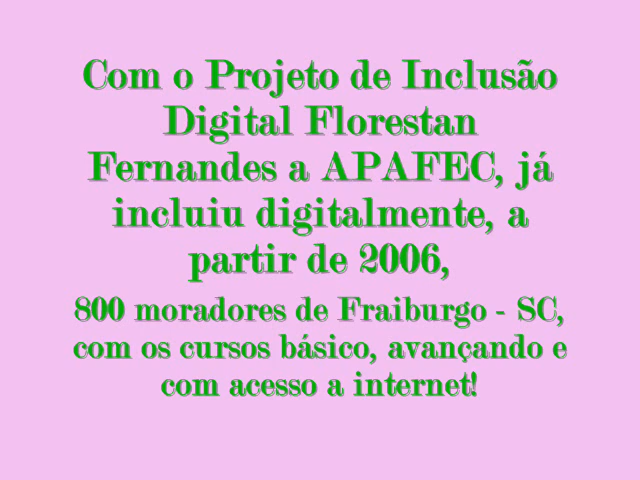 Com o Projeto de Inclusão
Digital Florestan
Fernandes a APAFEC, já
incluiu digitalmente, a
partir de 2006,
800 moradores de Fraiburgo - SC,
com os cursos básico, avançando e
com acesso a internet!